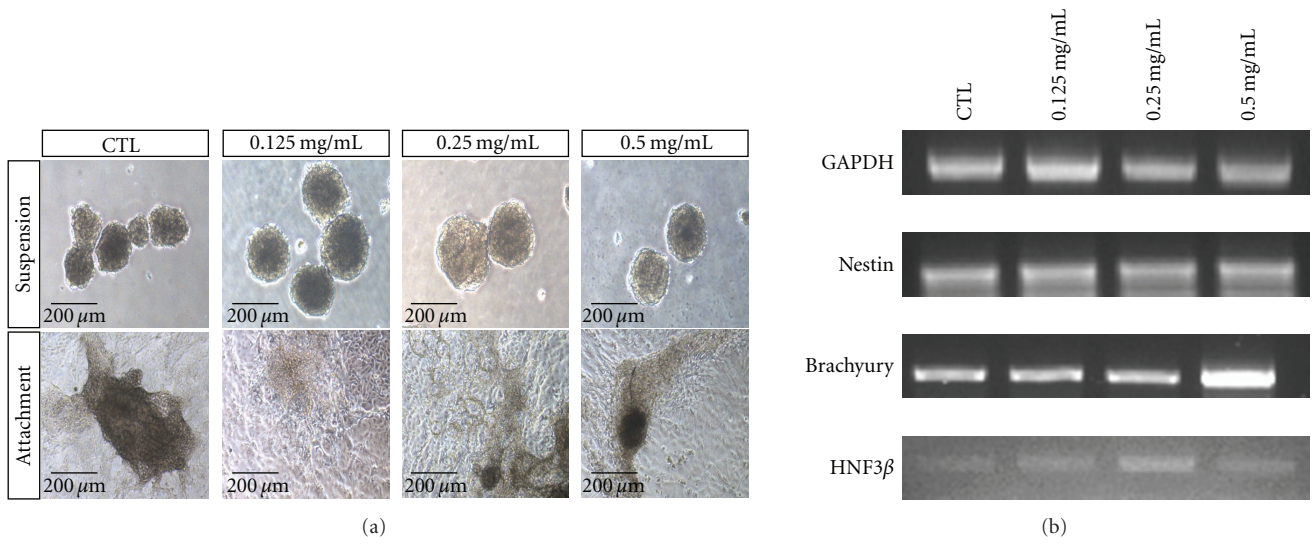 CTL
0.125 mg/mL
0.25 mg/mL
0.5 mg/mL
Suspension
200 μm
200 μm
200 μm
200 μm
Attachment
200 μm
200 μm
200 μm
200 μm
(a)
CTL
0.125 mg/mL
0.25 mg/mL
0.5 mg/mL
GAPDH
Nestin
Brachyury
HNF3β
(b)